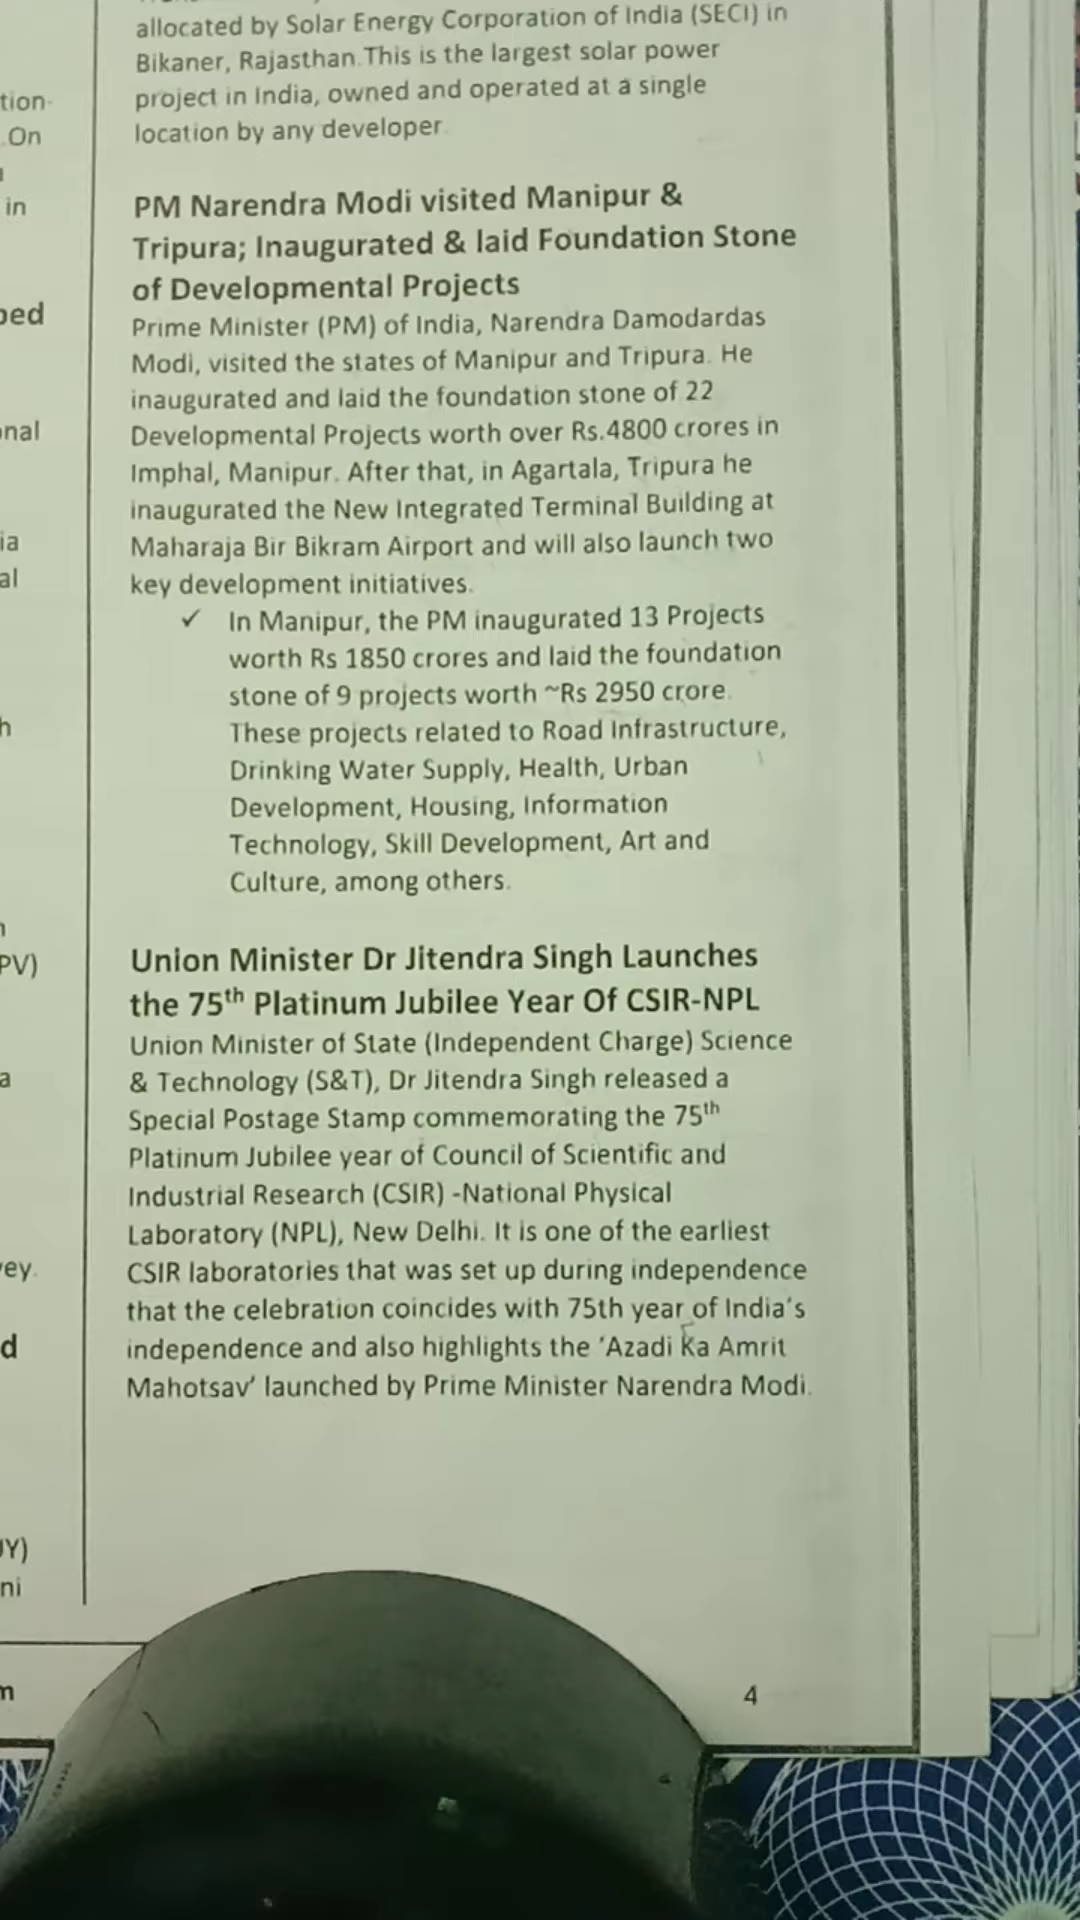 allocated by Solar Energy Corporation of India (SECI) in
Bikaner, Rajasthan.This is the largest solar power
project in India, owned and operated at a single
location by any developer.
PM Narendra Modi visited Manipur &
Tripura; Inaugurated & laid Foundation Stone
of Developmental Projects
Prime Minister (PM) of India, Narendra Damodardas
Modi, visited the states of Manipur and Tripura. He
inaugurated and laid the foundation stone of 22
Developmental Projects worth over Rs.4800 crores in
Imphal, Manipur. After that, in Agartala, Tripura he
inaugurated the New Integrated Terminal Building at
Maharaja Bir Bikram Airport and will also launch two
key development initiatives.
✓ In Manipur, the PM inaugurated 13 Projects
worth Rs 1850 crores and laid the foundation
stone of 9 projects worth ~Rs 2950 crore.
These projects related to Road Infrastructure,
Drinking Water Supply, Health, Urban
Development, Housing, Information
Technology, Skill Development, Art and
Culture, among others.
Union Minister Dr Jitendra Singh Launches
the 75th Platinum Jubilee Year Of CSIR-NPL
Union Minister of State (Independent Charge) Science
& Technology (S&T), Dr Jitendra Singh released a
Special Postage Stamp commemorating the 75th
Platinum Jubilee year of Council of Scientific and
Industrial Research (CSIR) -National Physical
Laboratory (NPL), New Delhi. It is one of the earliest
CSIR laboratories that was set up during independence
that the celebration coincides with 75th year of India's
independence and also highlights the 'Azadi Ka Amrit
Mahotsav' launched by Prime Minister Narendra Modi.
4